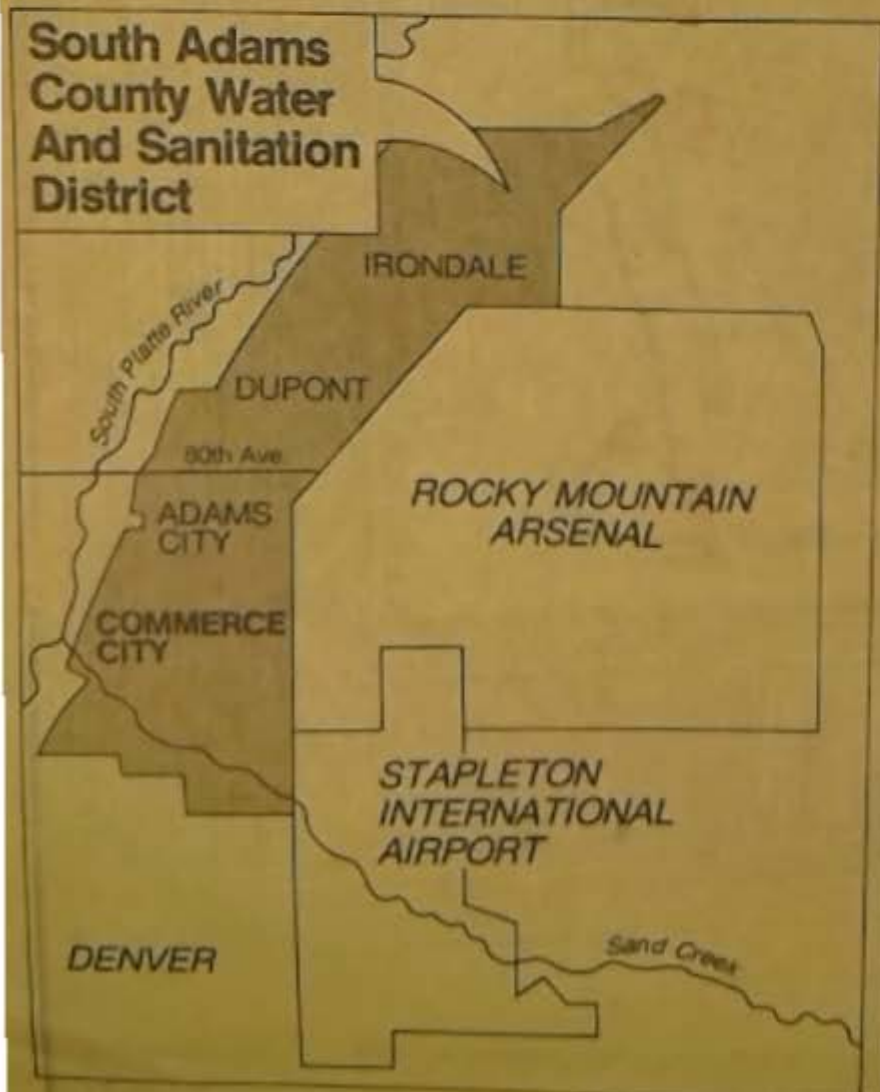 South Adams
County Water
And Sanitation
District
IRONDALE
South Platte River
DUPONT
80th Ave
ADAMS
CITY
ROCKY MOUNTAIN
ARSENAL
COMMERCE
CITY
STAPLETON
INTERNATIONAL
AIRPORT
DENVER
Sand Creek